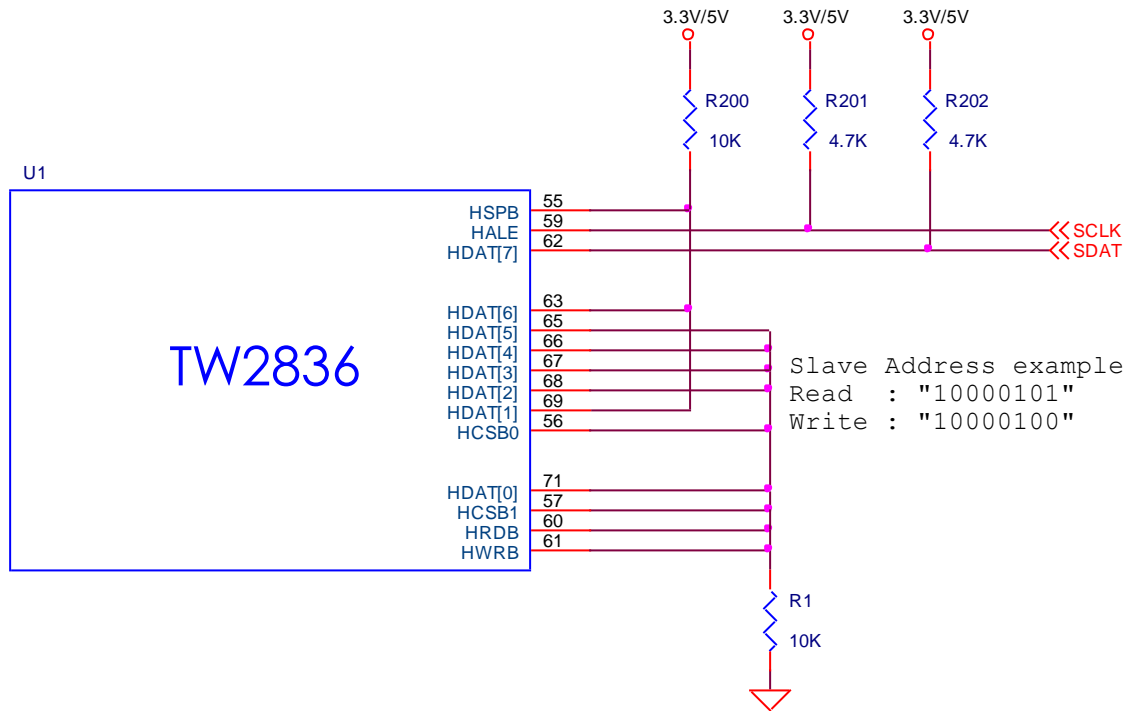 3.3V/5V 3.3V/5V 3.3V/5V
R200 R201 R202
10K 4.7K 4.7K
U1
HSPB 55
HALE 59 SCLK
HDAT[7] 62 SDAT
HDAT[6] 63
HDAT[5] 65
HDAT[4] 66
HDAT[3] 67
HDAT[2] 68
HDAT[1] 69
HCSB0 56
TW2836
Slave Address example
Read : "10000101"
Write : "10000100"
HDAT[0] 71
HCSB1 57
HRDB 60
HWRB 61
R1
10K